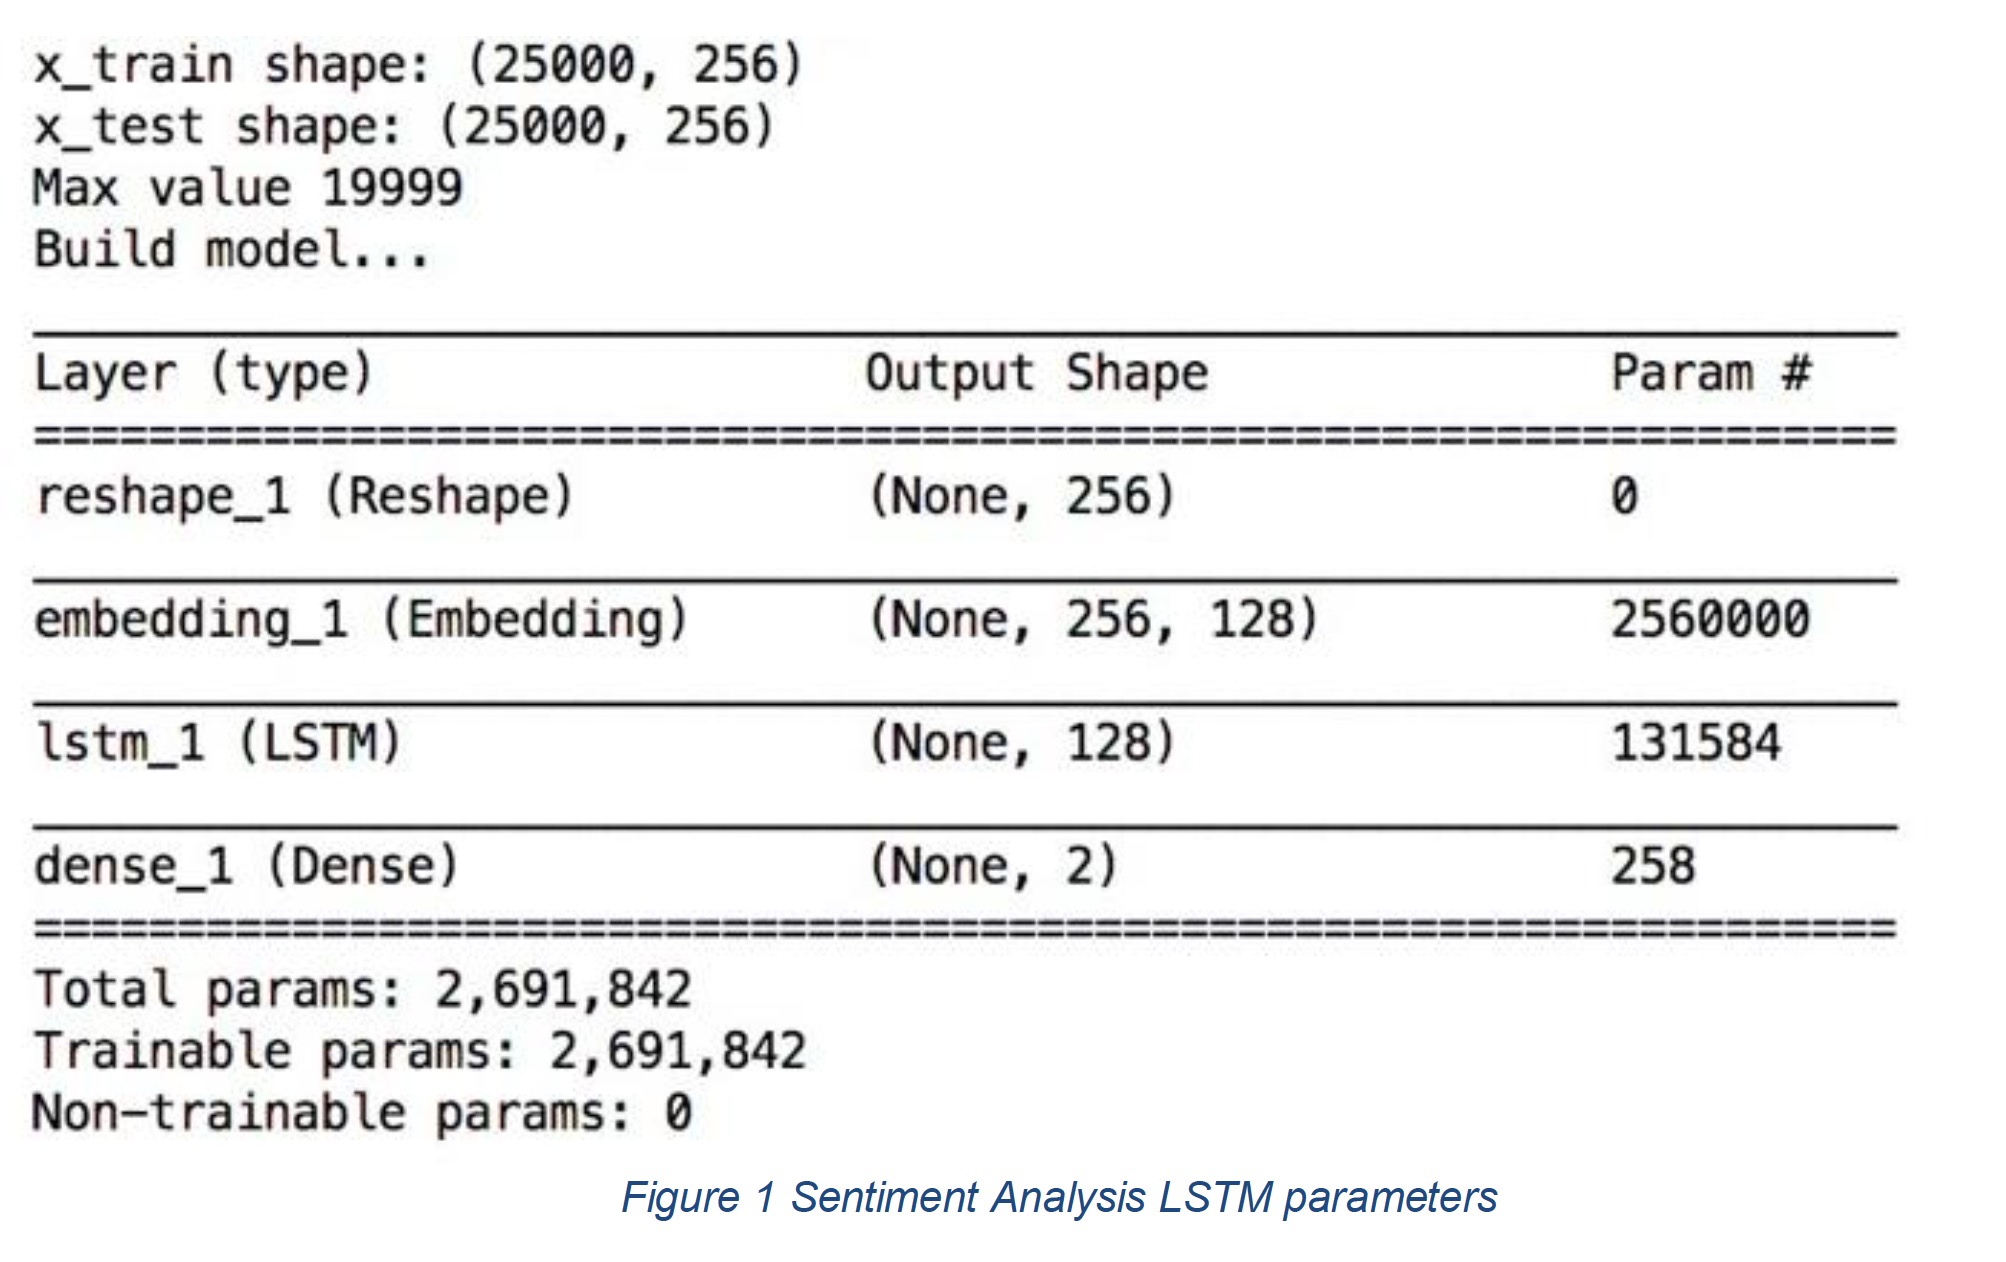 x_train shape: (25000, 256)
x_test shape: (25000, 256)
Max value 19999
Build model...
Layer (type) Output Shape Param #
=================================================================
reshape_1 (Reshape) (None, 256) 0
embedding_1 (Embedding) (None, 256, 128) 2560000
lstm_1 (LSTM) (None, 128) 131584
dense_1 (Dense) (None, 2) 258
=================================================================
Total params: 2,691,842
Trainable params: 2,691,842
Non-trainable params: 0
Figure 1 Sentiment Analysis LSTM parameters